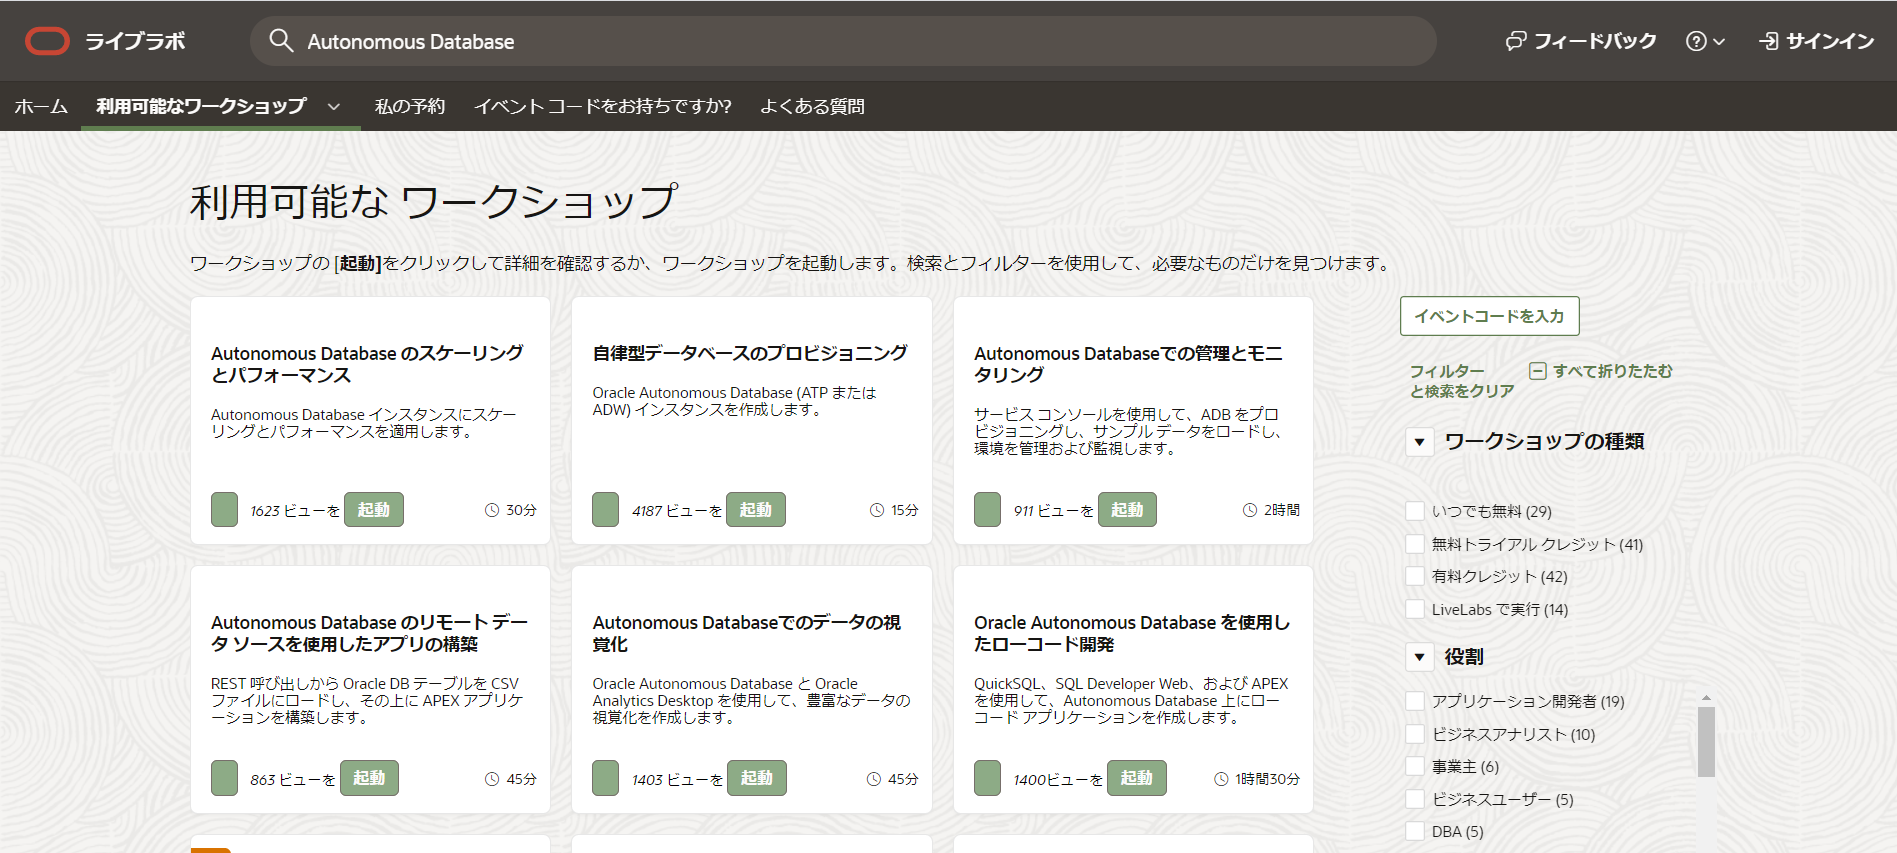 ライブラボ
Autonomous Database
フィードバック
サインイン
ホーム
利用可能なワークショップ
私の予約
イベント コードをお持ちですか?
よくある質問
利用可能な ワークショップ
ワークショップの [起動]をクリックして詳細を確認するか、ワークショップを起動します。検索とフィルターを使用して、必要なものだけを見つけます。
Autonomous Database のスケーリング
とパフォーマンス
Autonomous Database インスタンスにスケー
リングとパフォーマンスを適用します。
1623 ビューを 起動 30分
自律型データベースのプロビジョニング
Oracle Autonomous Database (ATP または
ADW) インスタンスを作成します。
4187 ビューを 起動 15分
Autonomous Databaseでの管理とモニ
タリング
サービス コンソールを使用して、ADB をプロ
ビジョニングし、サンプル データをロードし、
環境を管理および監視します。
911 ビューを 起動 2時間
Autonomous Database のリモート デー
タ ソースを使用したアプリの構築
REST 呼び出しから Oracle DB テーブルを CSV
ファイルにロードし、その上に APEX アプリケ
ーションを構築します。
863 ビューを 起動 45分
Autonomous Databaseでのデータの視
覚化
Oracle Autonomous Database と Oracle
Analytics Desktop を使用して、豊富なデータの
視覚化を作成します。
1403 ビューを 起動 45分
Oracle Autonomous Database を使用し
たローコード開発
QuickSQL、SQL Developer Web、および APEX
を使用して、Autonomous Database 上にロー
コード アプリケーションを作成します。
1400ビューを 起動 1時間30分
イベントコードを入力
フィルター
と検索をクリア
すべて折りたたむ
ワークショップの種類
いつでも無料 (29)
無料トライアル クレジット (41)
有料クレジット (42)
LiveLabs で実行 (14)
役割
アプリケーション開発者 (19)
ビジネスアナリスト (10)
事業主 (6)
ビジネスユーザー (5)
DBA (5)